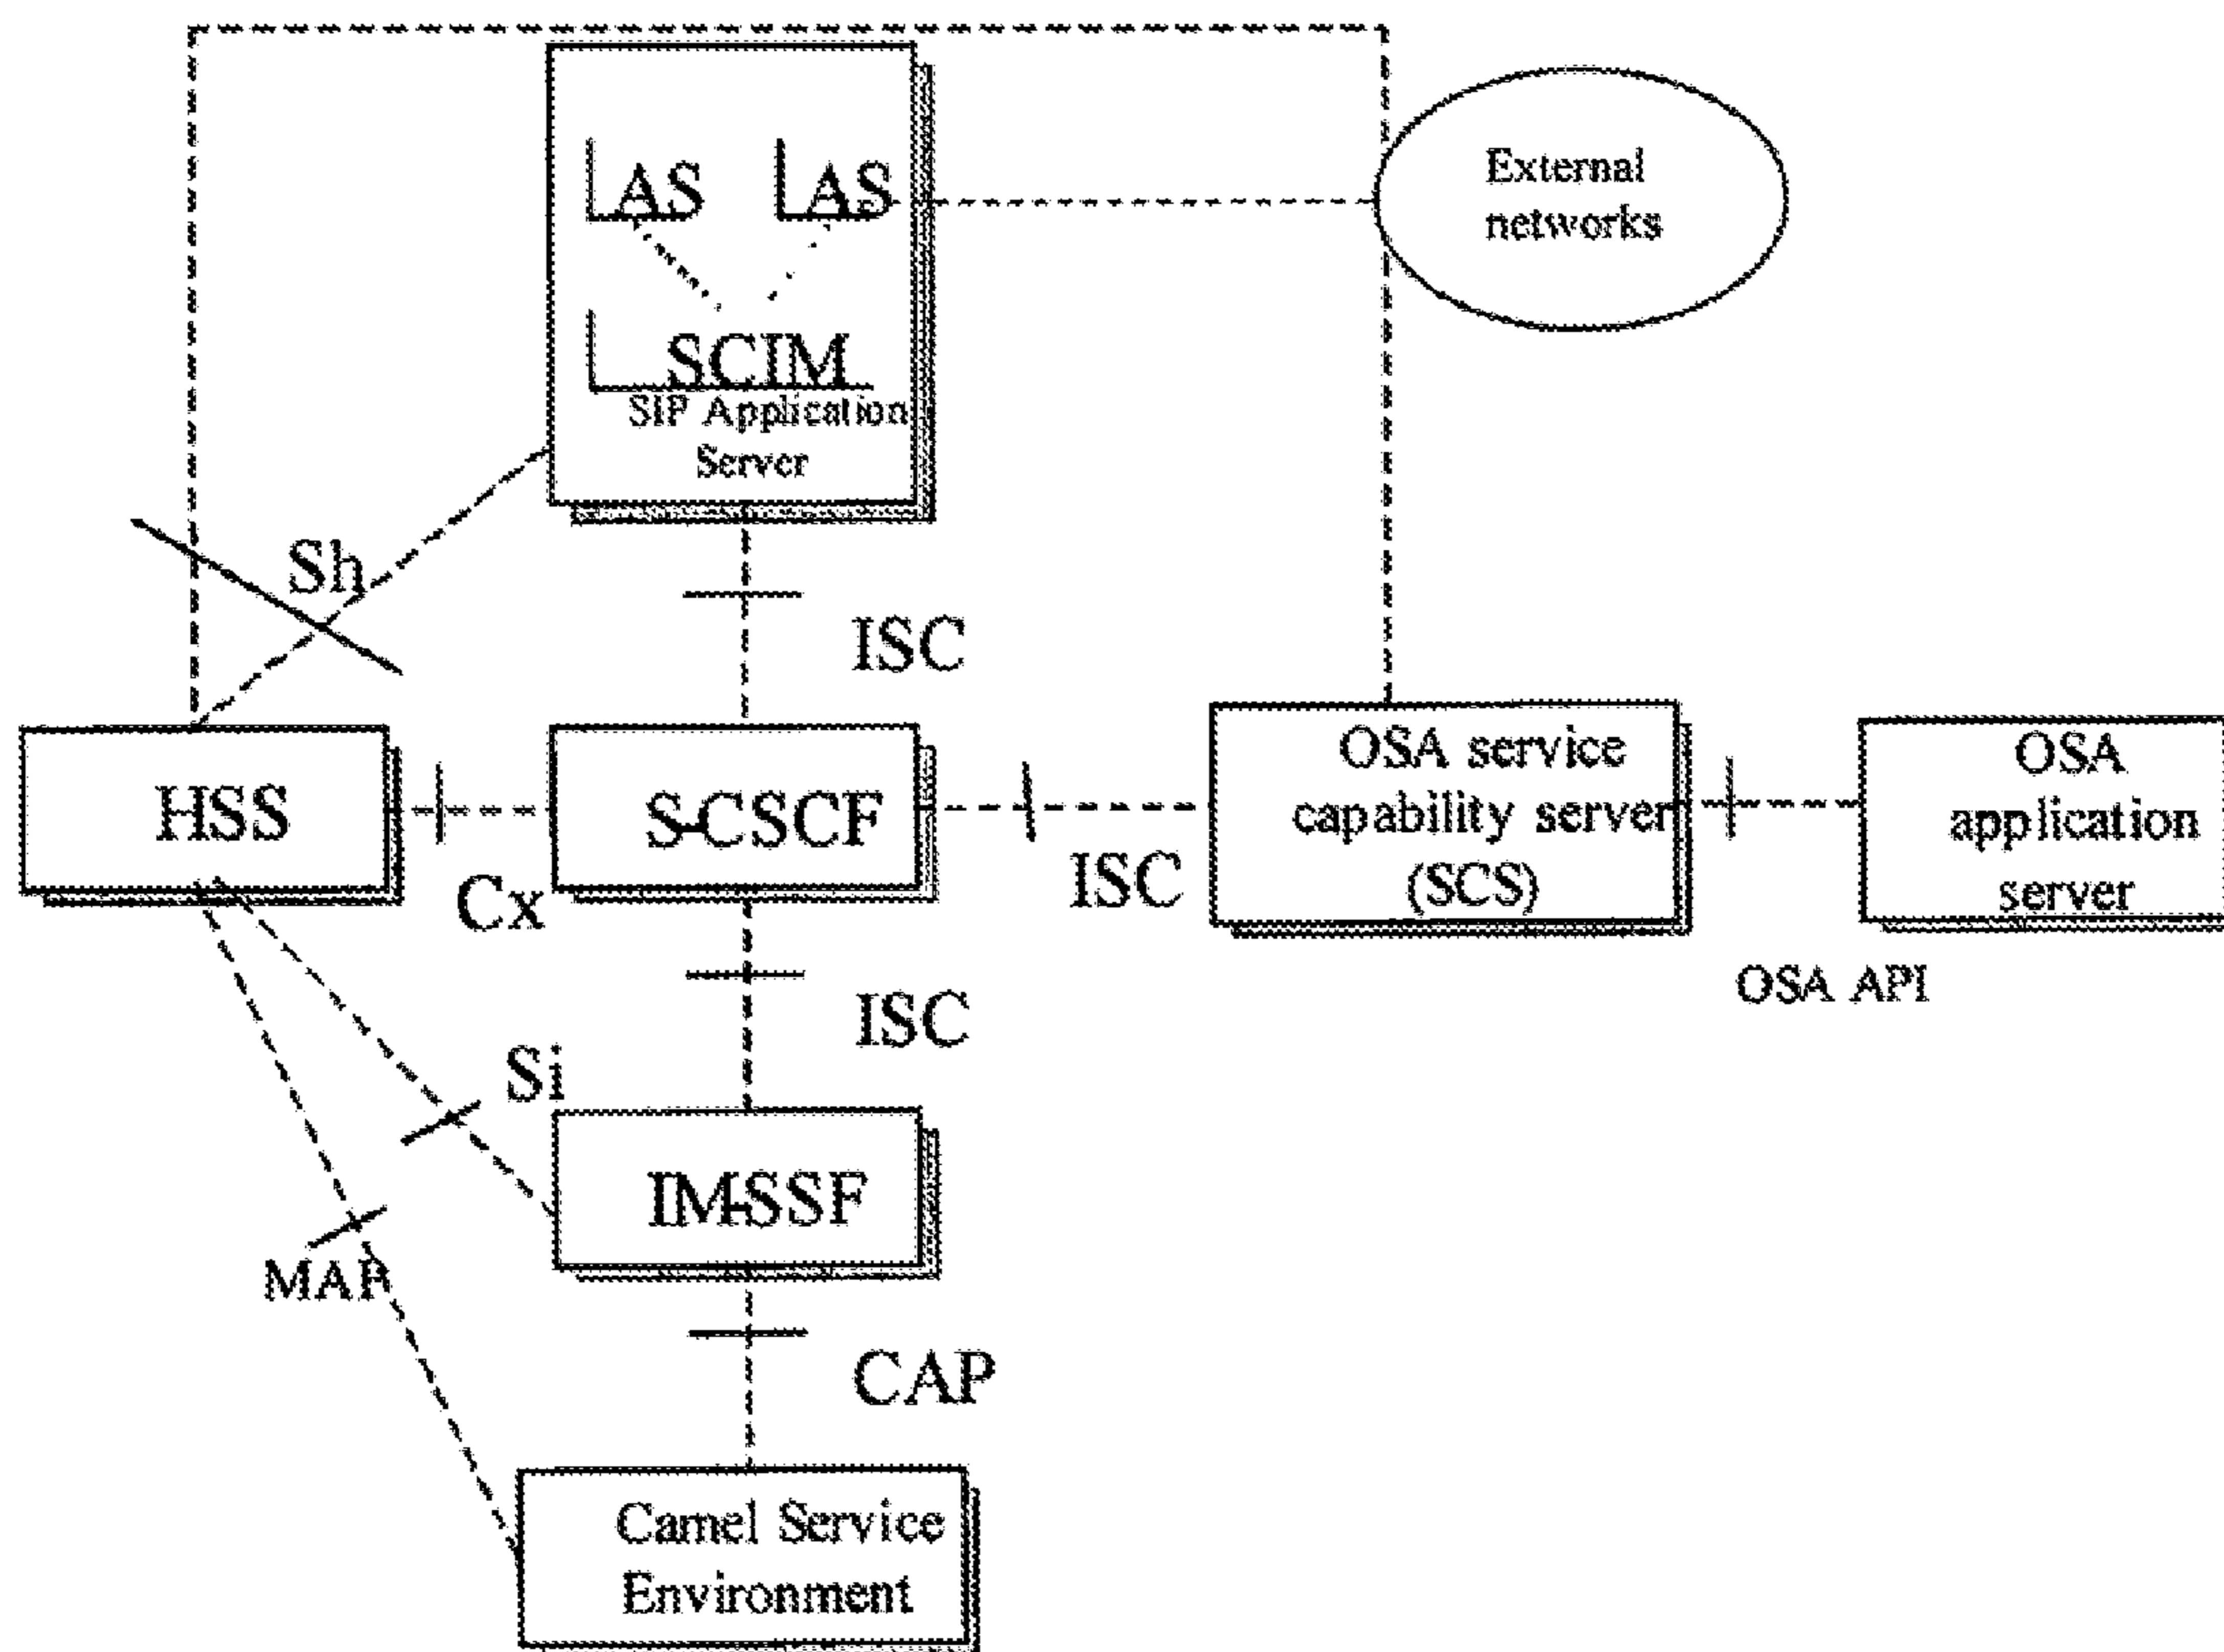 AS AS
External
networks
SCIM
SIP Application
Server
Sh
ISC
HSS
S-CSCF
OSA service
capability server
(SCS)
OSA
application
server
Cx
ISC
ISC
OSA API
Si
IM-SSF
MAP
CAP
Camel Service
Environment